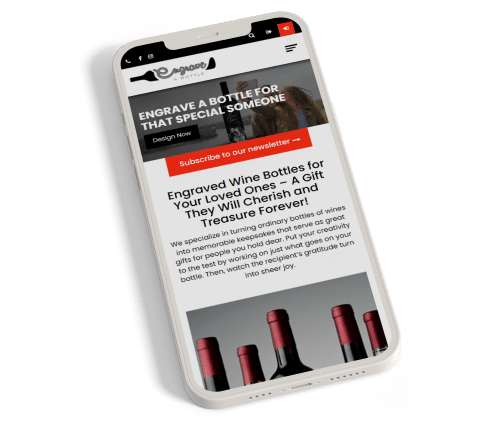 Engrave
A BOTTLE
ENGRAVE A BOTTLE FOR
THAT SPECIAL SOMEONE
Design Now
Subscribe to our newsletter →
Engraved Wine Bottles for
Your Loved Ones – A Gift
They Will Cherish and
Treasure Forever!
We specialize in turning ordinary bottles of wines
into memorable keepsakes that serve as great
gifts for people you hold dear. Put your creativity
to the test by working on just what goes on your
bottle. Then, watch the recipient's gratitude turn
into sheer joy.